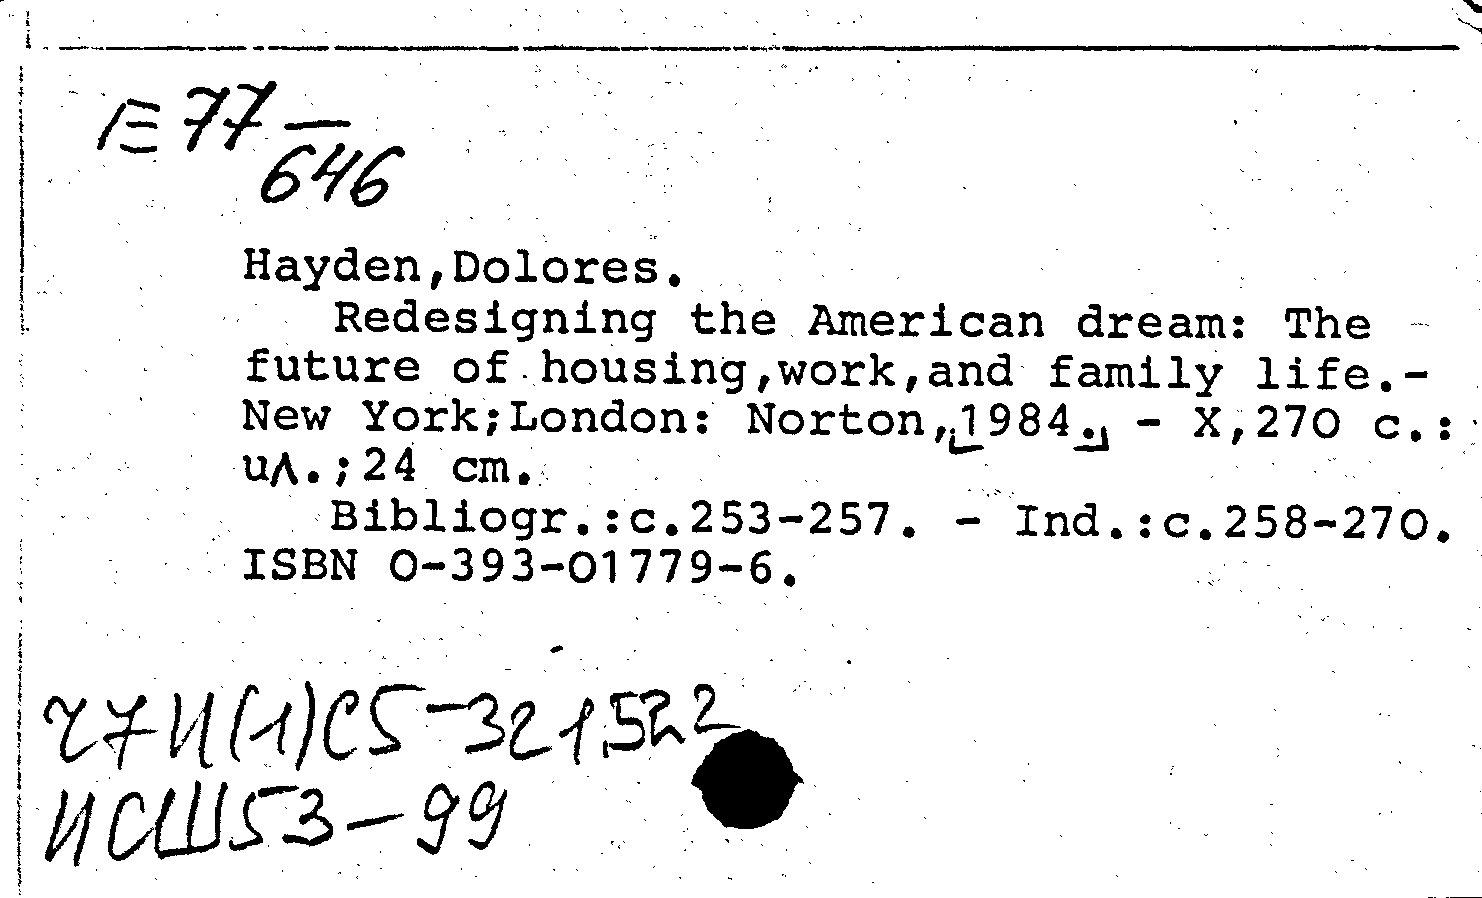 E 77—
646
Hayden,Dolores.
Redesigning the American dream: The
future of housing,work,and family life.-
New York;London: Norton,[1984.] - X,270 с.:
ил.;24 cm.
Bibliogr.:с.253-257. - Ind.:с.258-270.
ISBN 0-393-01779-6.
Ч7И(1)С5-321.522
ИСШ53-99